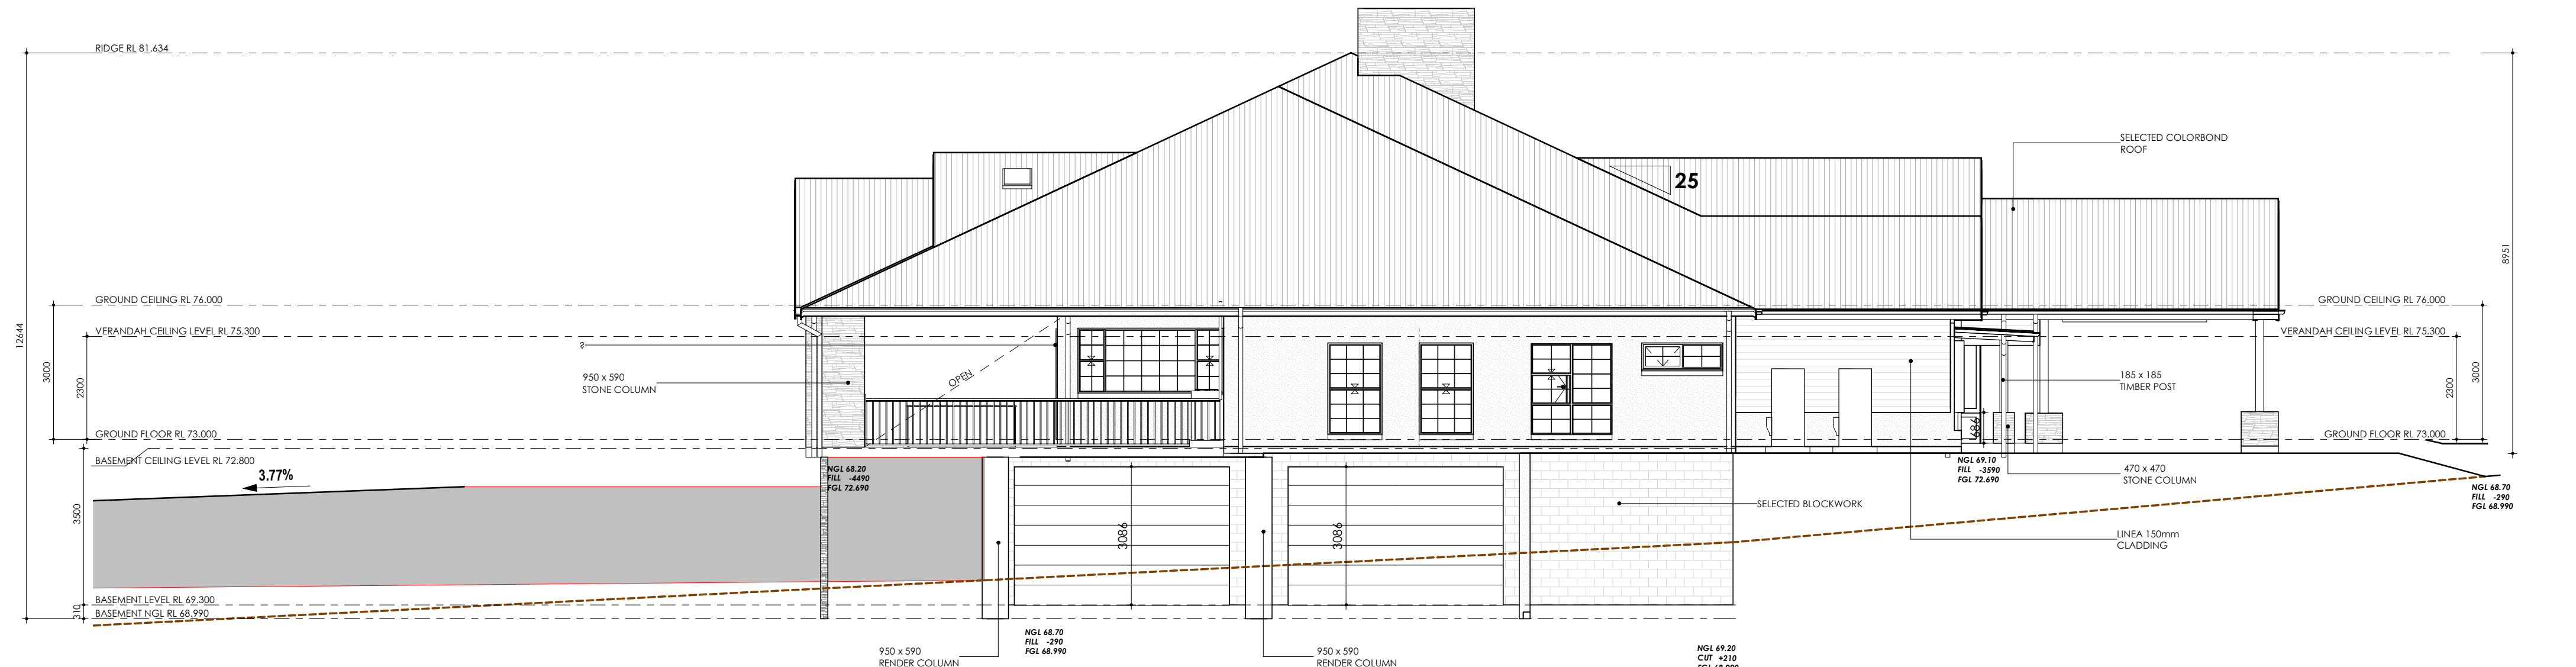 RIDGE RL 81.634
SELECTED COLORBOND
ROOF
25
8951
12644
GROUND CEILING RL 76.000
GROUND CEILING RL 76.000
VERANDAH CEILING LEVEL RL 75.300
VERANDAH CEILING LEVEL RL 75.300
?
3000
2300
950 x 590
STONE COLUMN
OPEN
185 x 185
TIMBER POST
2300
3000
686
GROUND FLOOR RL 73.000
GROUND FLOOR RL 73.000
BASEMENT CEILING LEVEL RL 72.800
3.77%
NGL 68.20
FILL -4490
FGL 72.690
NGL 69.10
FILL -3590
FGL 72.690
470 x 470
STONE COLUMN
NGL 68.70
FILL -290
FGL 68.990
3500
3086
3086
SELECTED BLOCKWORK
LINEA 150mm
CLADDING
BASEMENT LEVEL RL 69.300
310
BASEMENT NGL RL 68.990
NGL 68.70
FILL -290
FGL 68.990
950 x 590
RENDER COLUMN
950 x 590
RENDER COLUMN
NGL 69.20
CUT +210